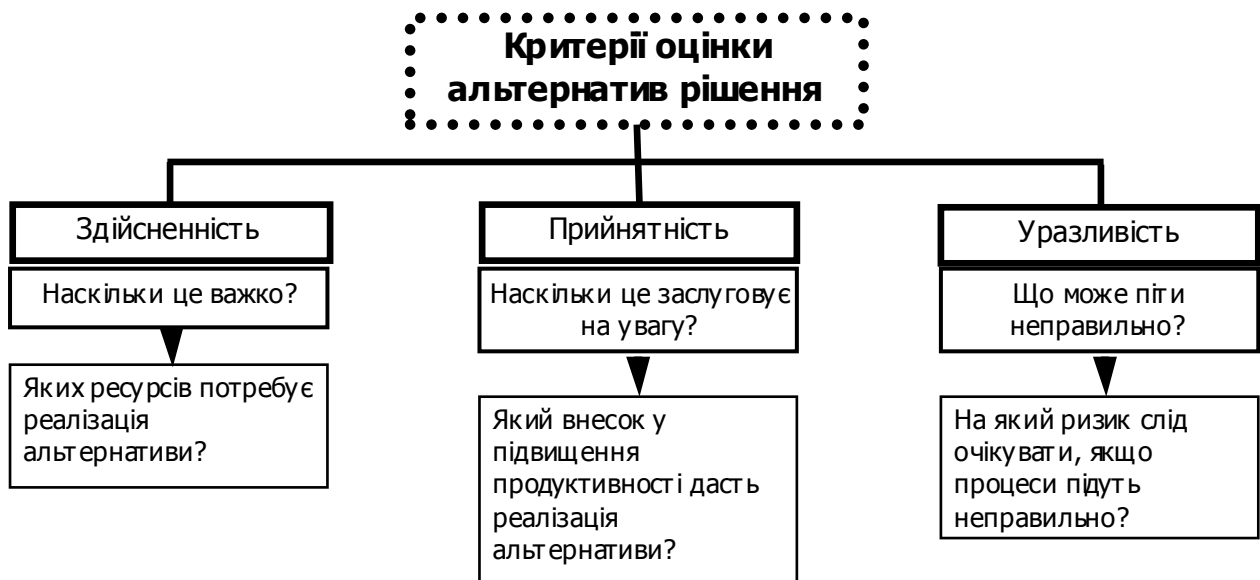 Критерії оцінки
альтернатив рішення
Здійсненність
Наскільки це важко?
Яких ресурсів потребує
реалізація
альтернативи?
Прийнятність
Наскільки це заслуговує
на увагу?
Який внесок у
підвищення
продуктивності дасть
реалізація
альтернативи?
Уразливість
Що може піти
неправильно?
На який ризик слід
очікувати, якщо
процеси підуть
неправильно?